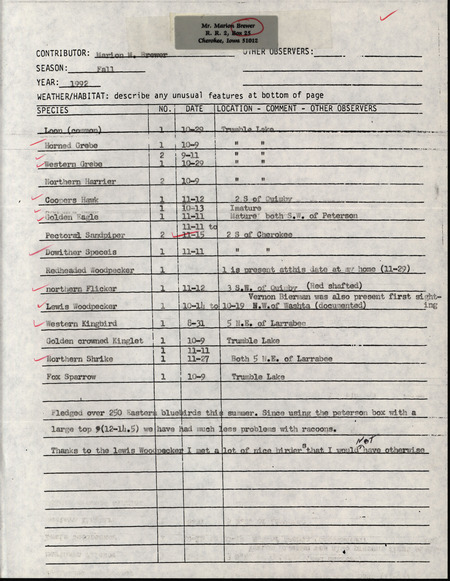 Mr. Marion Brewer
R. R. 2, Box 25
Cherokee, Iowa 51012
CONTRIBUTOR: Marion M. Brewer OTHER OBSERVERS:
SEASON: Fall
YEAR: 1992
WEATHER/HABITAT: describe any unusual features at bottom of page
SPECIES NO. DATE LOCATION - COMMENT - OTHER OBSERVERS
Loon (common) 1 10-29 Trumble Lake
Horned Grebe 1 10-9 " "
2 9-11 " "
Western Grebe 1 10-29 " "
Northern Harrier 2 10-9 " "
Coopers Hawk 1 11-12 2 S of Quimby
1 10-13 Imature
Golden Eagle 1 11-11 Mature both S.W. of Peterson
11-11 to
Pectoral Sandpiper 2 11-15 2 S of Cherokee
Dowither Speceis 1 11-11 " "
Redheaded Woodpecker 1 is present atthis date at my home (11-29)
northern Flicker 1 11-12 3 S.W. of Quimby (Red shafted)
Vernon Bierman was also present first sight-
Lewis Woodpecker 1 10-14 to 10-19 N.W.of Washta (documented) ing
Western Kingbird 1 8-31 5 N.E. of Larrabee
Golden crowned Kinglet 1 10-9 Trumble Lake
1 11-11
Northern Shrike 1 11-27 Both 5 N.E. of Larrabee
Fox Sparrow 1 10-9 Trumble Lake
Fledged over 250 Eastern bluebirds this summer. Since using the peterson box with a
large top 9(12-14.5) we have had much less problems with racoons.
NOT
Thanks to the lewis Woodpecker I met a lot of nice birders that I would have otherwise